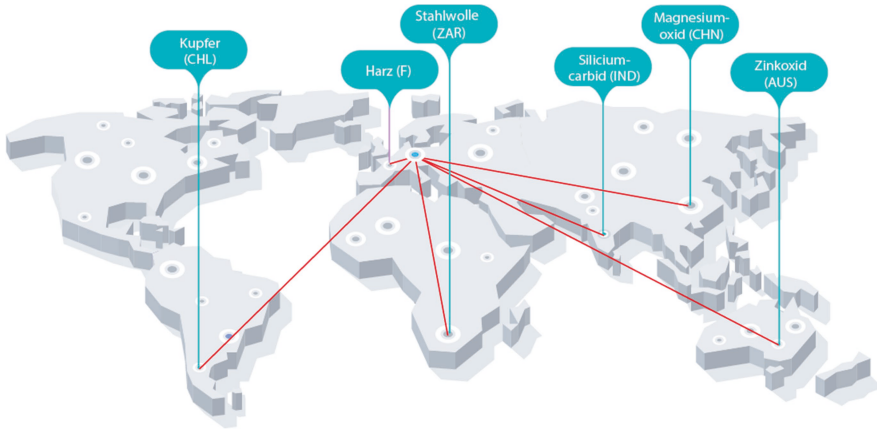 Kupfer
(CHL)
Harz (F)
Stahlwolle
(ZAR)
Silicium-
carbid (IND)
Magnesium-
oxid (CHN)
Zinkoxid
(AUS)